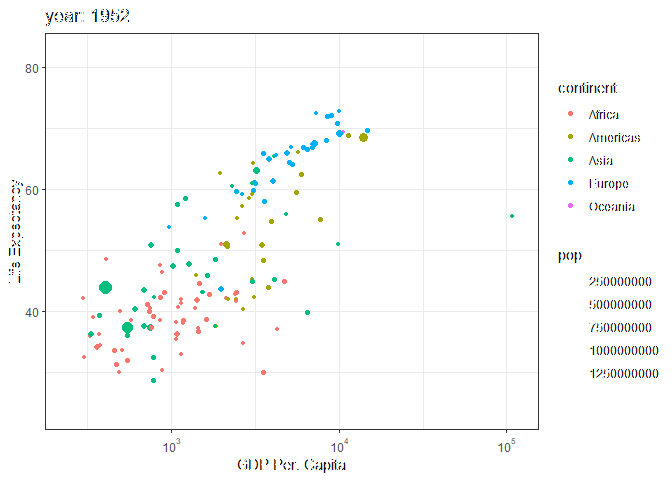 year: 1952
80
60
40
Life Expectancy
10³
10⁴
10⁵
GDP Per. Capita
continent
Africa
Americas
Asia
Europe
Oceania
pop
250000000
500000000
750000000
1000000000
1250000000